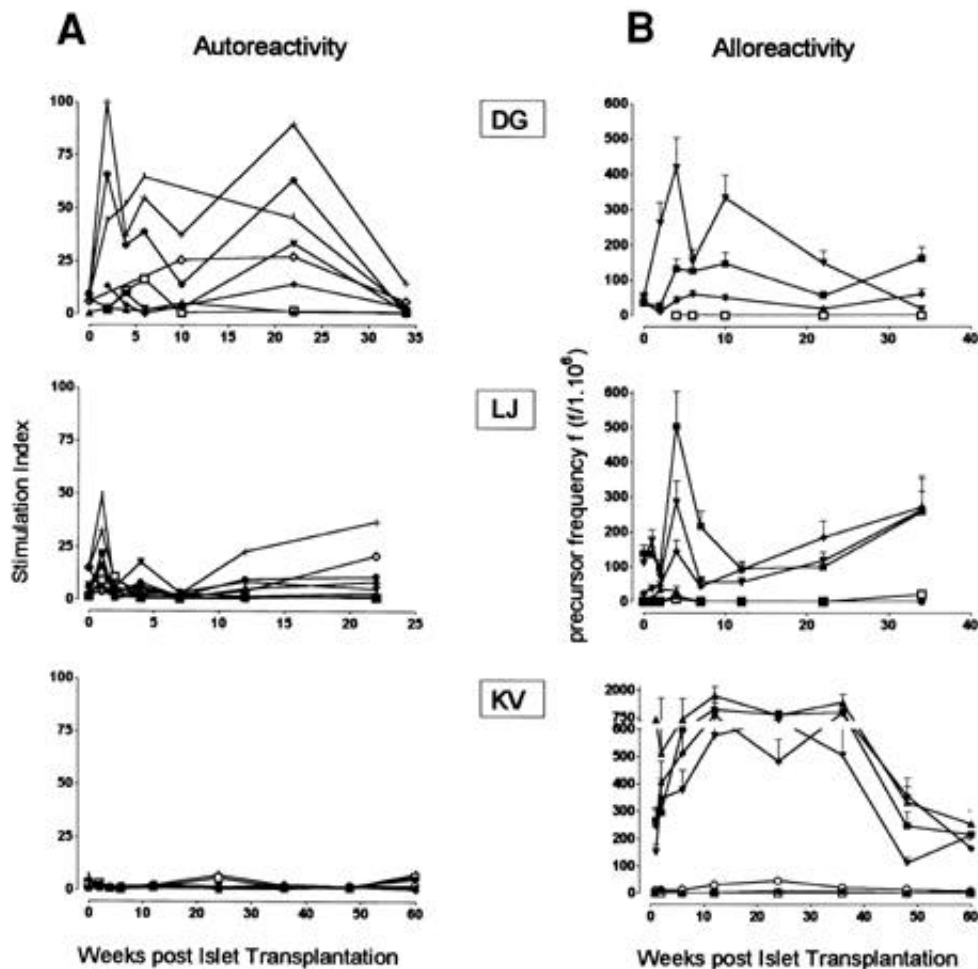 A
Autoreactivity
B
Alloreactivity
100
75
50
25
0
0 5 10 15 20 25 30 35
DG
600
500
400
300
200
100
0
0 10 20 30 40
Stimulation Index
100
75
50
25
0
0 5 10 15 20 25
LJ
precursor frequency f (f/1.10⁶)
600
500
400
300
200
100
0
0 10 20 30 40
100
75
50
25
0
0 10 20 30 40 50 60
KV
2000
750
600
500
400
300
200
100
0
0 10 20 30 40 50 60
Weeks post Islet Transplantation
Weeks post Islet Transplantation